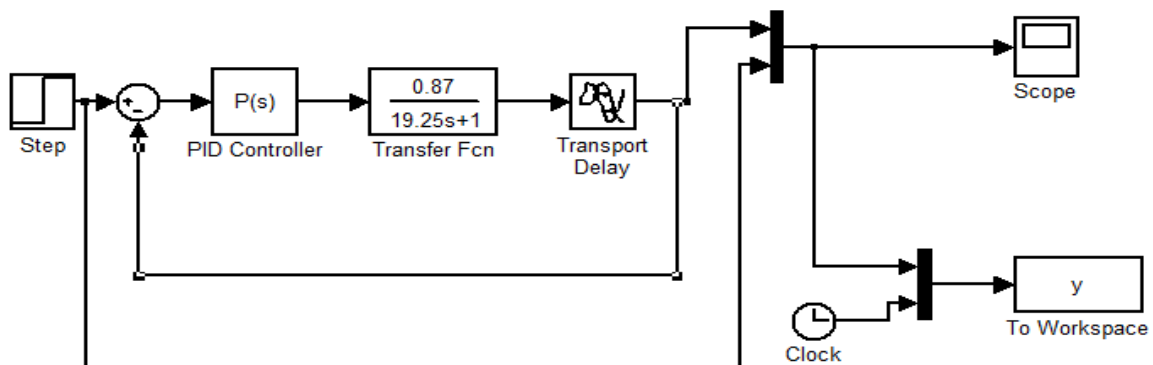 Step
+
−
P(s)
PID Controller
0.87
19.25s+1
Transfer Fcn
Transport
Delay
Scope
Clock
y
To Workspace